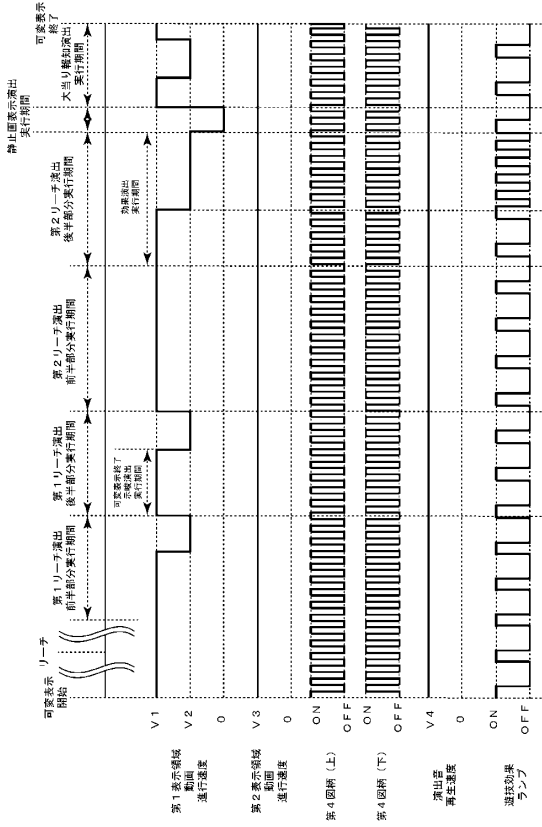 可変表示
開始
リーチ
第1リーチ演出
前半部分実行期間
第1リーチ演出
後半部分実行期間
第2リーチ演出
前半部分実行期間
第2リーチ演出
後半部分実行期間
静止画表示演出
実行期間
大当り報知演出
実行期間
可変表示
終了
可変表示終了
示唆演出
実行期間
効果演出
実行期間
第1表示領域
動画
進行速度
V1
V2
0
第2表示領域
動画
進行速度
V3
0
第4図柄(上)
ON
OFF
第4図柄(下)
ON
OFF
演出音
再生速度
V4
0
遊技効果
ランプ
ON
OFF